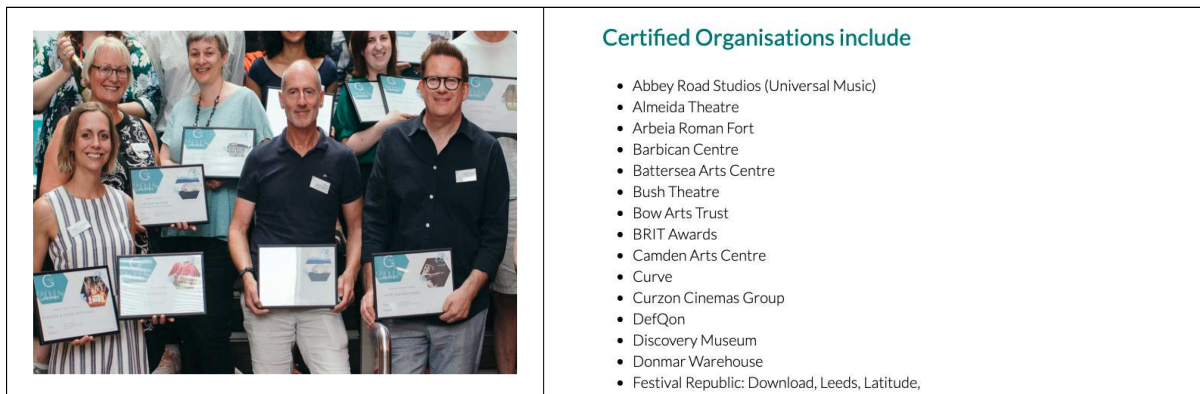 Certified Organisations include
Abbey Road Studios (Universal Music)
Almeida Theatre
Arbeia Roman Fort
Barbican Centre
Battersea Arts Centre
Bush Theatre
Bow Arts Trust
BRIT Awards
Camden Arts Centre
Curve
Curzon Cinemas Group
DefQon
Discovery Museum
Donmar Warehouse
Festival Republic: Download, Leeds, Latitude,